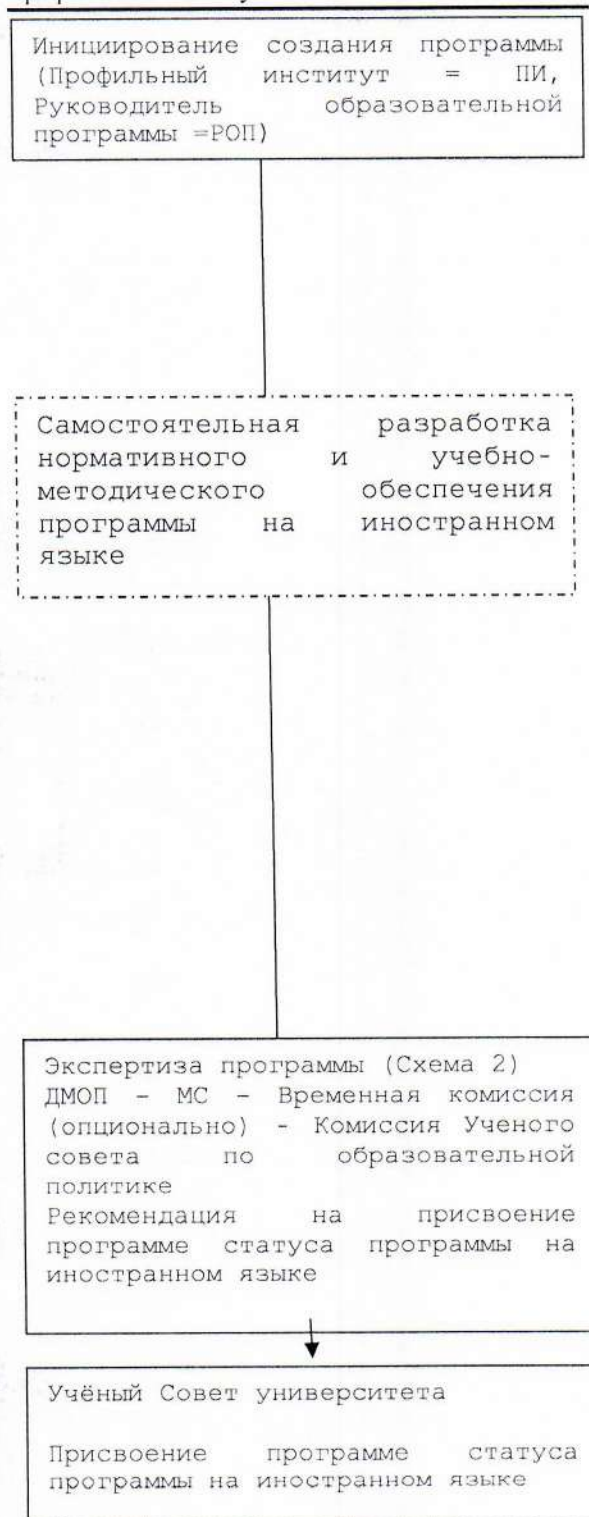 Инициирование создания программы
(Профильный институт = ПИ,
Руководитель образовательной
программы =РОП)
Самостоятельная разработка
нормативного и учебно-
методического обеспечения
программы на иностранном
языке
Экспертиза программы (Схема 2)
ДМОП – МС – Временная комиссия
(опционально) - Комиссия Ученого
совета по образовательной
политике
Рекомендация на присвоение
программе статуса программы на
иностранном языке
Учёный Совет университета
Присвоение программе статуса
программы на иностранном языке